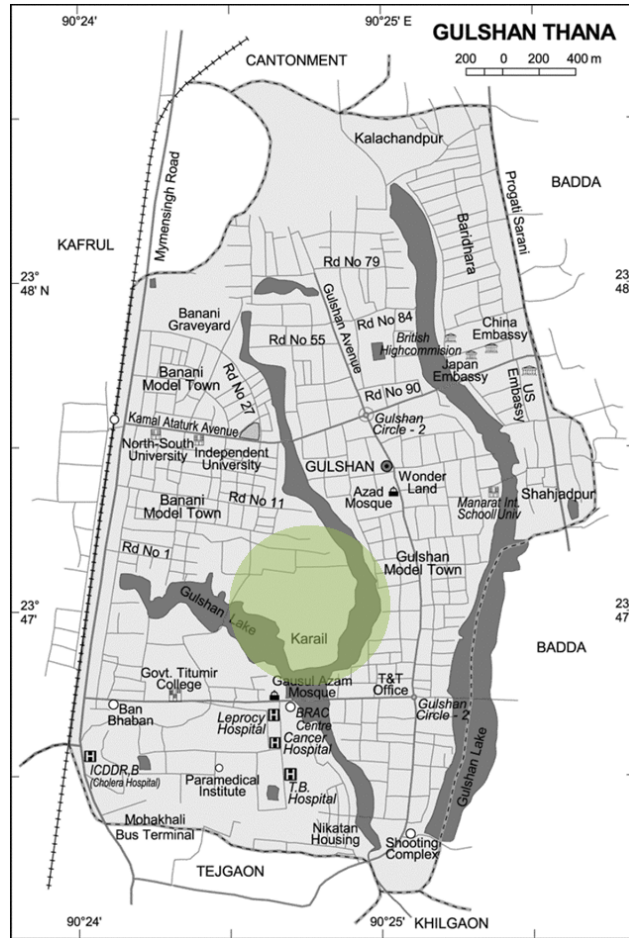 90°24'
90°25' E
GULSHAN THANA
CANTONMENT
200 0 200 400 m
Kalachandpur
BADDA
Progati Sarani
Mymensingh Road
Baridhara
KAFRUL
Rd No 79
23°
48' N
23°
48
Gulshan Avenue
Banani
Graveyard
Rd No 84
Rd No 55
British
Highcommision
China
Embassy
Japan
Embassy
US
Embassy
Banani
Model Town
Rd No 27
Rd No 90
Kamal Ataturk Avenue
Gulshan
Circle - 2
North-South
University
Independent
University
GULSHAN
Wonder
Land
Azad
Mosque
Banani
Model Town
Rd No 11
Manarat Int.
Schooll Univ
Shahjadpur
Rd No 1
Gulshan
Model Town
Gulshan Lake
23°
47'
23°
47
Karail
BADDA
Govt. Titumir
College
Gausul Azam
Mosque
T&T
Office
Ban
Bhaban
Leprocy
Hospital
BRAC
Centre
Gulshan
Circle - 2
Cancer
Hospital
Gulshan Lake
H
H
H
H
ICDDR,B
(Cholera Hospital)
Paramedical
Institute
T.B.
Hospital
Mohakhali
Bus Terminal
Nikatan
Housing
Shooting
Complex
TEJGAON
KHILGAON
90°24'
90°25'